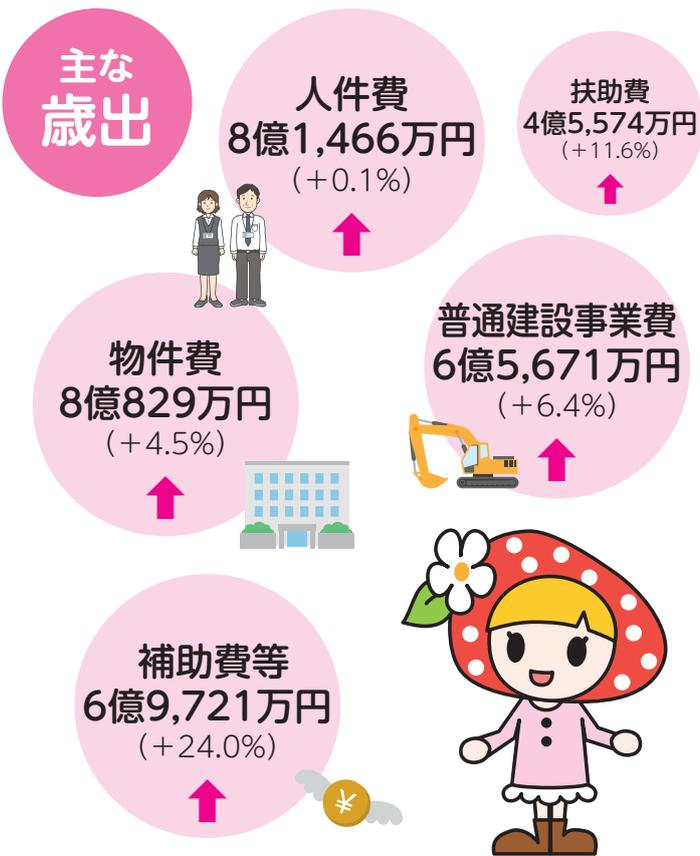 主な
歳出
人件費
8億1,466万円
(＋0.1%)
扶助費
4億5,574万円
(＋11.6%)
物件費
8億829万円
(＋4.5%)
普通建設事業費
6億5,671万円
(＋6.4%)
補助費等
6億9,721万円
(＋24.0%)
¥